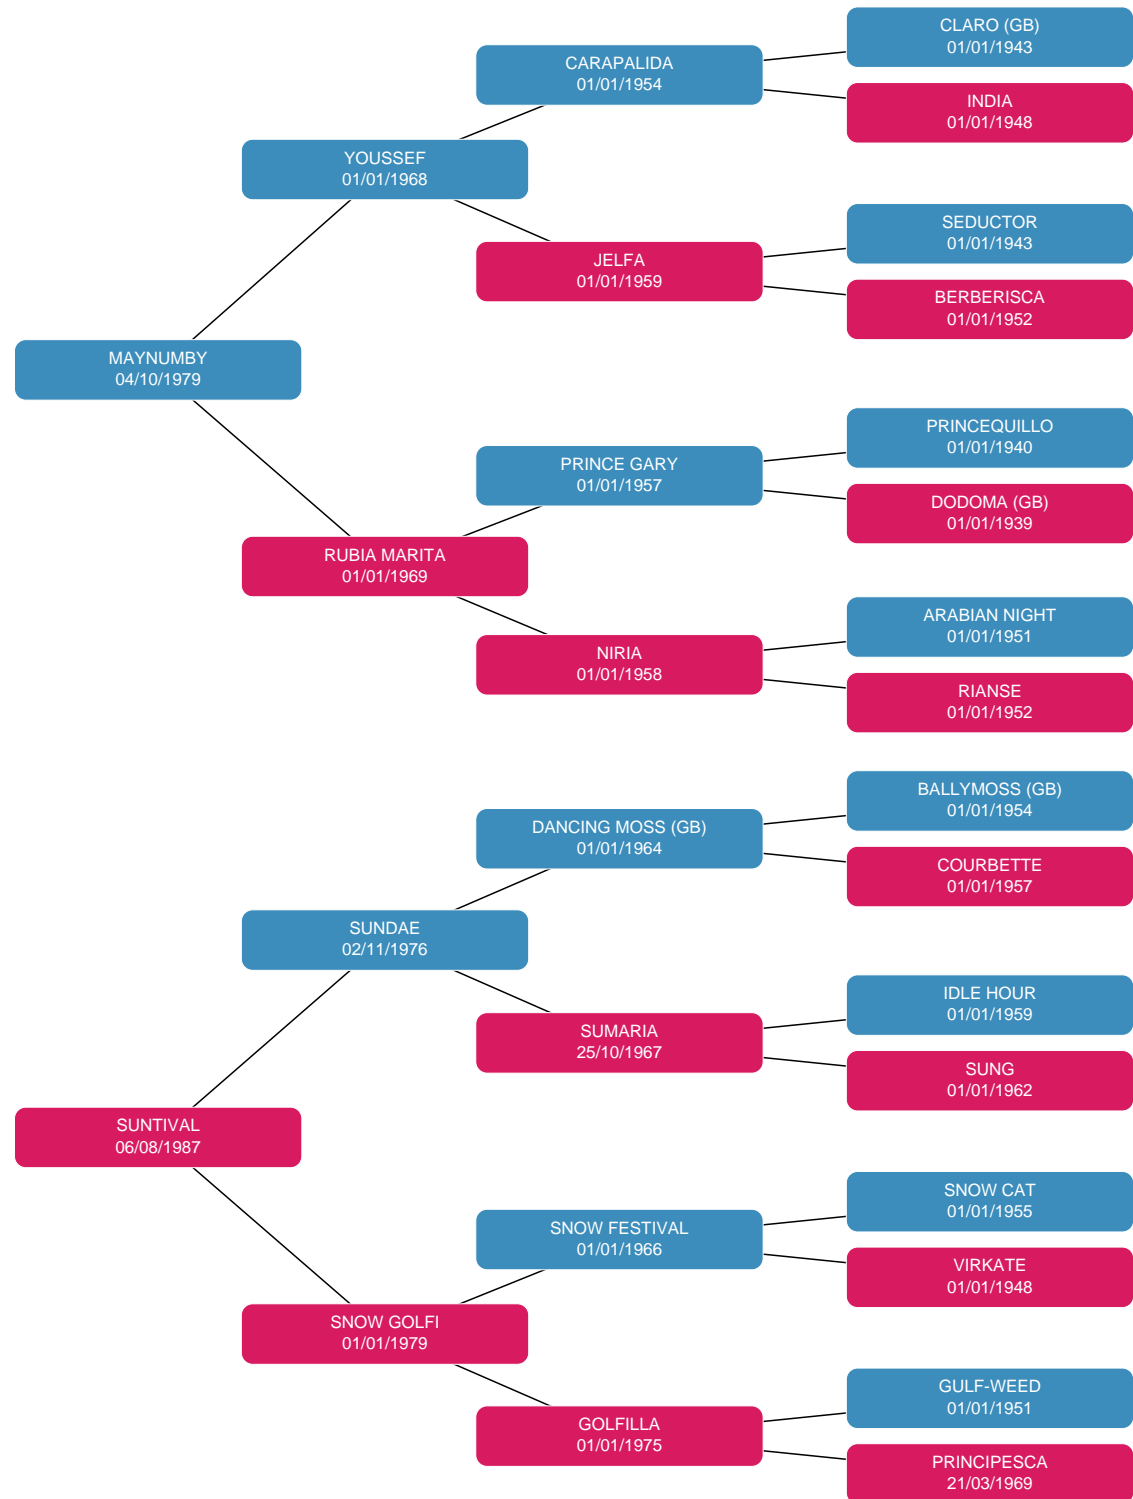 CLARO (GB)
01/01/1943
CARAPALIDA
01/01/1954
INDIA
01/01/1948
YOUSSEF
01/01/1968
SEDUCTOR
01/01/1943
JELFA
01/01/1959
BERBERISCA
01/01/1952
MAYNUMBY
04/10/1979
PRINCEQUILLO
01/01/1940
PRINCE GARY
01/01/1957
DODOMA (GB)
01/01/1939
RUBIA MARITA
01/01/1969
ARABIAN NIGHT
01/01/1951
NIRIA
01/01/1958
RIANSE
01/01/1952
BALLYMOSS (GB)
01/01/1954
DANCING MOSS (GB)
01/01/1964
COURBETTE
01/01/1957
SUNDAE
02/11/1976
IDLE HOUR
01/01/1959
SUMARIA
25/10/1967
SUNG
01/01/1962
SUNTIVAL
06/08/1987
SNOW CAT
01/01/1955
SNOW FESTIVAL
01/01/1966
VIRKATE
01/01/1948
SNOW GOLFI
01/01/1979
GULF-WEED
01/01/1951
GOLFILLA
01/01/1975
PRINCIPESCA
21/03/1969